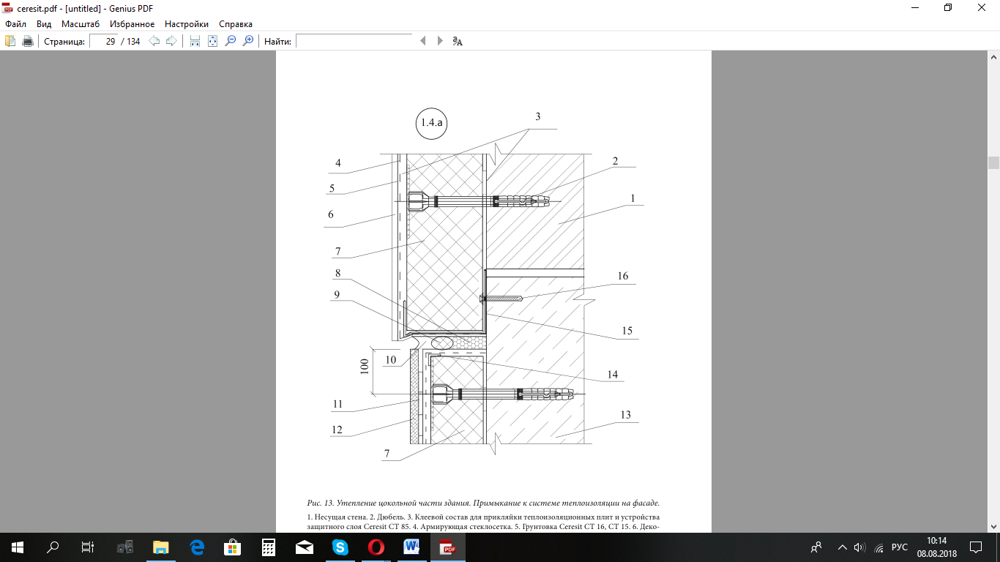 ceresit.pdf - [untitled] - Genius PDF
Файл Вид Масштаб Избранное Настройки Справка
Страница: 29 / 134 Найти:
1.4.а
3
4
2
5
1
6
7
8
16
9
15
10
100
14
11
13
12
7
Рис. 13. Утепление цокольной части здания. Примыкание к системе теплоизоляции на фасаде.
1. Несущая стена. 2. Дюбель. 3. Клеевой состав для приклйки теплоизоляционных плит и устройства
защитного слоя Ceresit CT 85. 4. Армирующая стеклосетка. 5. Грунтовка Ceresit CT 16, CT 15. 6. Деко-
РУС
10:14
08.08.2018